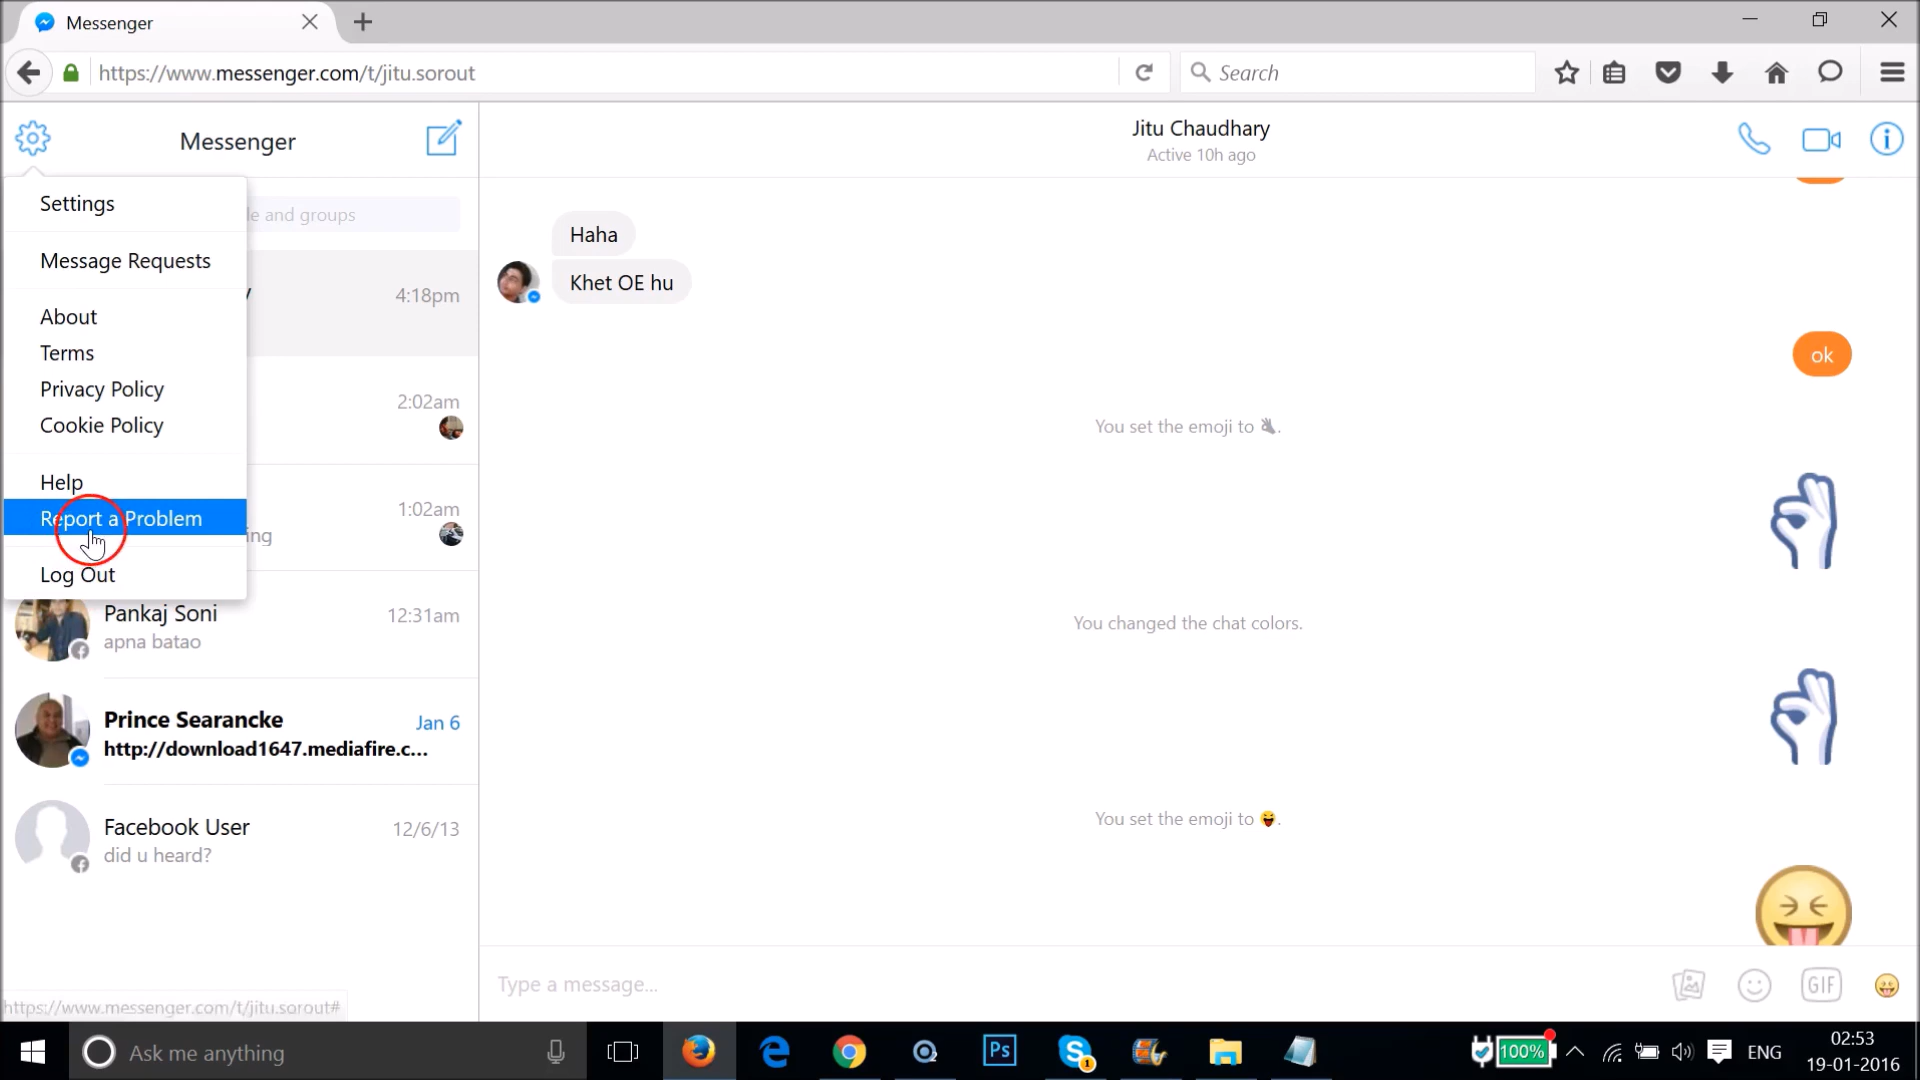 Messenger
https://www.messenger.com/t/jitu.sorout
Search
Messenger
Jitu Chaudhary
Active 10h ago
Settings
le and groups
Message Requests
4:18pm
About
Terms
Privacy Policy
Cookie Policy
2:02am
Help
Report a Problem
1:02am
ing
Log Out
Pankaj Soni
12:31am
apna batao
Prince Searancke
Jan 6
http://download1647.mediafire.c...
Facebook User
12/6/13
did u heard?
https://www.messenger.com/t/jitu.sorout#
Haha
Khet OE hu
ok
You set the emoji to 👌.
You changed the chat colors.
You set the emoji to 😝.
Type a message...
GIF
Ask me anything
Ps
1
100%
ENG
02:53
19-01-2016